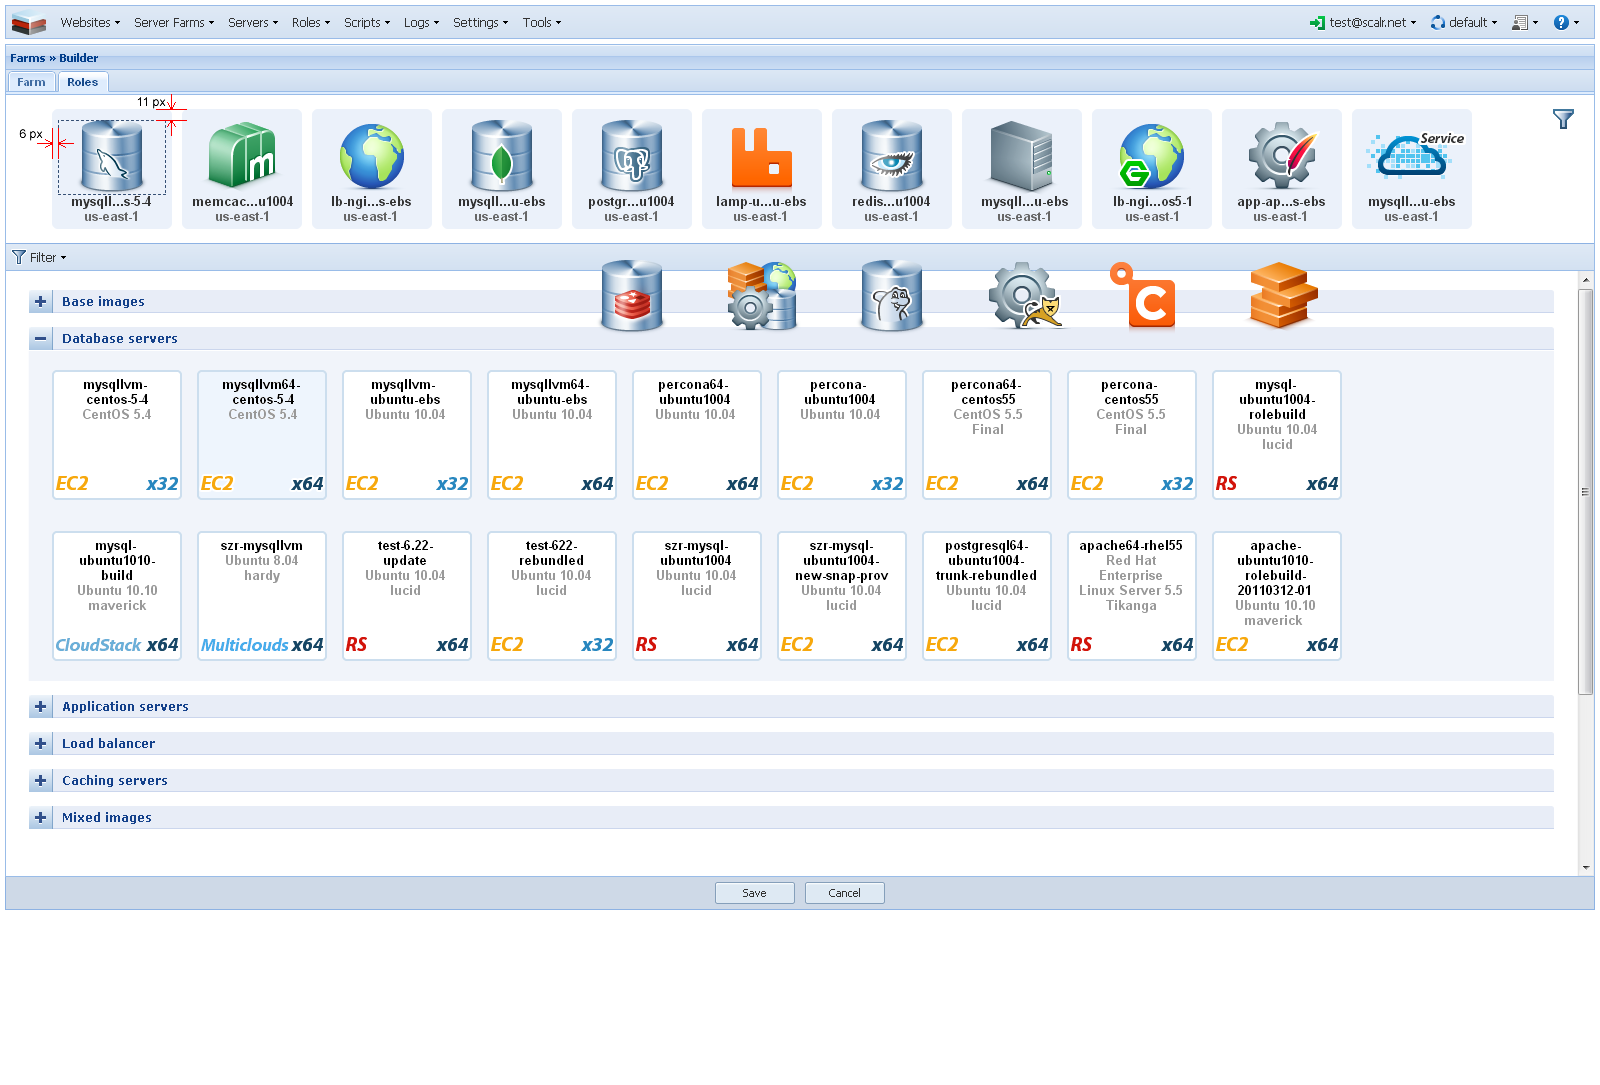 Websites Server Farms Servers Roles Scripts Logs Settings Tools test@scalr.net default
Farms » Builder
Farm Roles
11 px
6 px
Service
mysqll...s-5-4 memcac...u1004 lb-ngi...s-ebs mysqll...u-ebs postgr...u1004 lamp-u...u-ebs redis...u1004 mysqll...u-ebs lb-ngi...os5-1 app-ap...s-ebs mysqll...u-ebs
us-east-1 us-east-1 us-east-1 us-east-1 us-east-1 us-east-1 us-east-1 us-east-1 us-east-1 us-east-1 us-east-1
Filter
Base images
Database servers
mysqllvm-
centos-5-4
CentOS 5.4
EC2 x32
mysqllvm64-
centos-5-4
CentOS 5.4
EC2 x64
mysqllvm-
ubuntu-ebs
Ubuntu 10.04
EC2 x32
mysqllvm64-
ubuntu-ebs
Ubuntu 10.04
EC2 x64
percona64-
ubuntu1004
Ubuntu 10.04
EC2 x64
percona-
ubuntu1004
Ubuntu 10.04
EC2 x32
percona64-
centos55
CentOS 5.5
Final
EC2 x64
percona-
centos55
CentOS 5.5
Final
EC2 x32
mysql-
ubuntu1004-
rolebuild
Ubuntu 10.04
lucid
RS x64
mysql-
ubuntu1010-
build
Ubuntu 10.10
maverick
CloudStack x64
szr-mysqllvm
Ubuntu 8.04
hardy
Multiclouds x64
test-6.22-
update
Ubuntu 10.04
lucid
RS x64
test-622-
rebundled
Ubuntu 10.04
lucid
EC2 x32
szr-mysql-
ubuntu1004
Ubuntu 10.04
lucid
RS x64
szr-mysql-
ubuntu1004-
new-snap-prov
Ubuntu 10.04
lucid
EC2 x64
postgresql64-
ubuntu1004-
trunk-rebundled
Ubuntu 10.04
lucid
EC2 x64
apache64-rhel55
Red Hat
Enterprise
Linux Server 5.5
Tikanga
RS x64
apache-
ubuntu1010-
rolebuild-
20110312-01
Ubuntu 10.10
maverick
EC2 x64
Application servers
Load balancer
Caching servers
Mixed images
Save Cancel